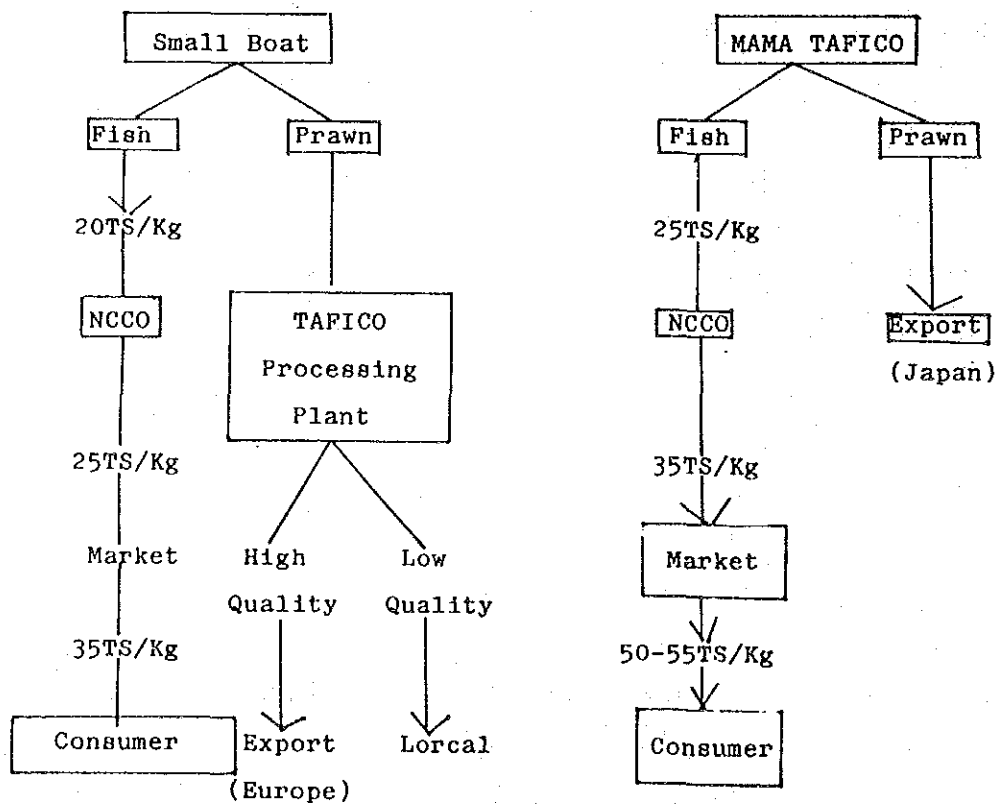 Small Boat
Fish
Prawn
20TS/Kg
NCCO
TAFICO
Processing
Plant
25TS/Kg
Market
High
Quality
Low
Quality
35TS/Kg
Consumer
Export
(Europe)
Lorcal
MAMA TAFICO
Fish
Prawn
25TS/Kg
NCCO
Export
(Japan)
35TS/Kg
Market
50-55TS/Kg
Consumer